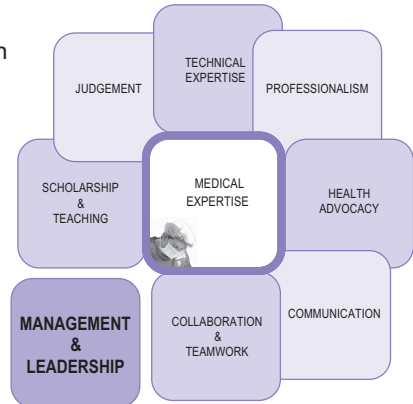 n
TECHNICAL
EXPERTISE
JUDGEMENT
PROFESSIONALISM
SCHOLARSHIP
&
TEACHING
MEDICAL
EXPERTISE
HEALTH
ADVOCACY
MANAGEMENT
&
LEADERSHIP
COLLABORATION
&
TEAMWORK
COMMUNICATION